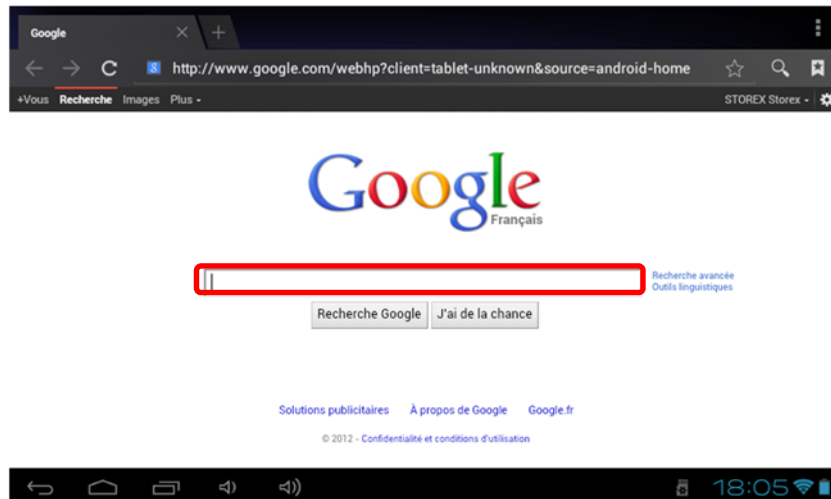 Google
http://www.google.com/webhp?client=tablet-unknown&source=android-home
+Vous Recherche Images Plus STOREX Storex
Google
Français
Recherche avancée
Outils linguistiques
Recherche Google J'ai de la chance
Solutions publicitaires À propos de Google Google.fr
© 2012 - Confidentialité et conditions d'utilisation
18:05